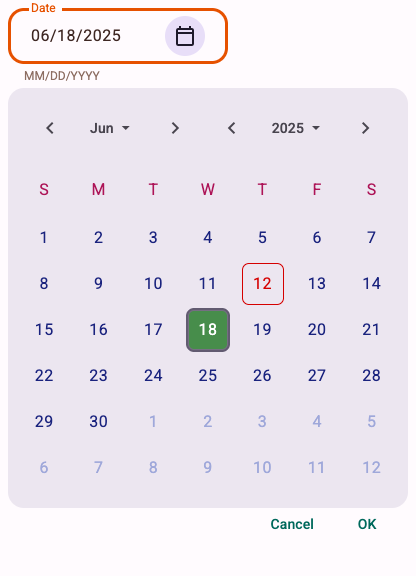 Date
06/18/2025
MM/DD/YYYY
Jun 2025
S M T W T F S
1 2 3 4 5 6 7
8 9 10 11 12 13 14
15 16 17 18 19 20 21
22 23 24 25 26 27 28
29 30 1 2 3 4 5
6 7 8 9 10 11 12
Cancel OK